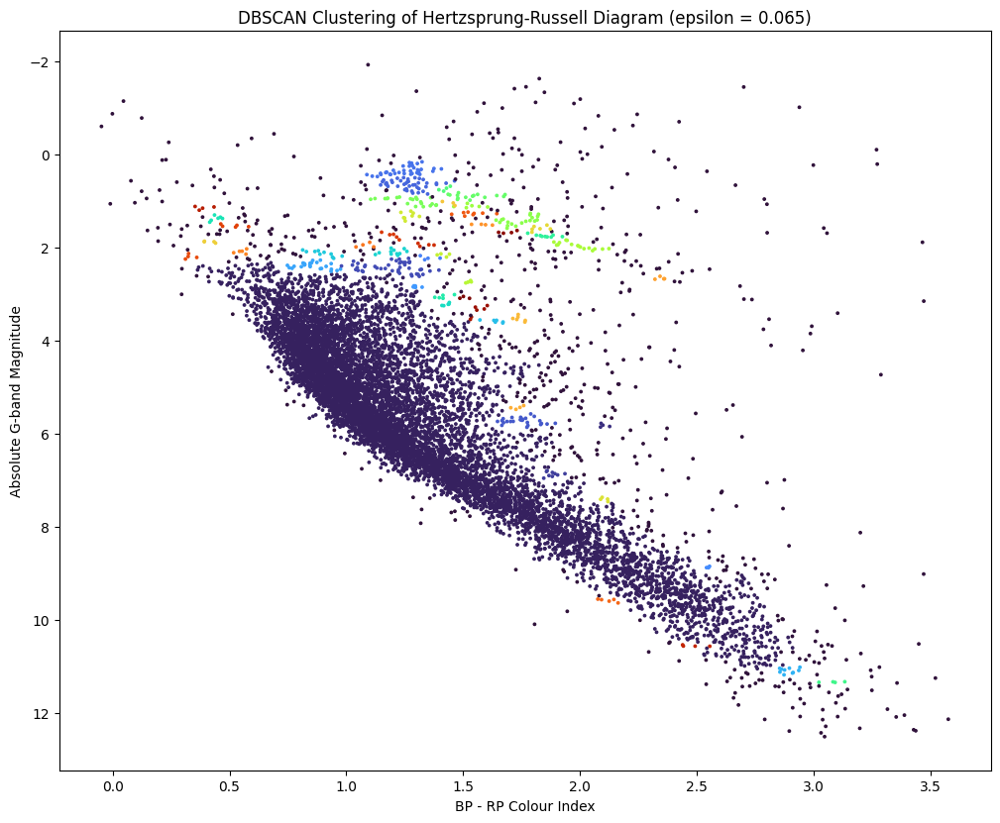 DBSCAN Clustering of Hertzsprung-Russell Diagram (epsilon = 0.065)
Absolute G-band Magnitude
−2
0
2
4
6
8
10
12
0.0 0.5 1.0 1.5 2.0 2.5 3.0 3.5
BP - RP Colour Index